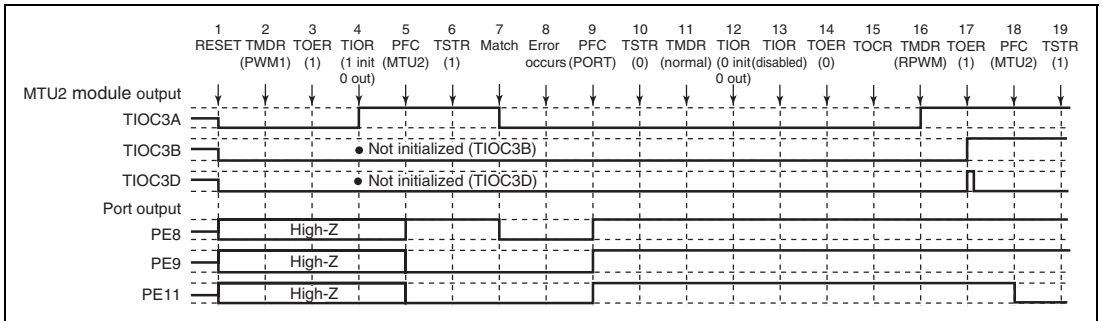 1 2 3 4 5 6 7 8 9 10 11 12 13 14 15 16 17 18 19
RESET TMDR TOER TIOR PFC TSTR Match Error PFC TSTR TMDR TIOR TIOR TOER TOCR TMDR TOER PFC TSTR
(PWM1) (1) (1 init (MTU2) (1) occurs (PORT) (0) (normal) (0 init (disabled) (0) (RPWM) (1) (MTU2) (1)
0 out) 0 out)
MTU2 module output
TIOC3A
TIOC3B
• Not initialized (TIOC3B)
TIOC3D
• Not initialized (TIOC3D)
Port output
PE8
High-Z
PE9
High-Z
PE11
High-Z